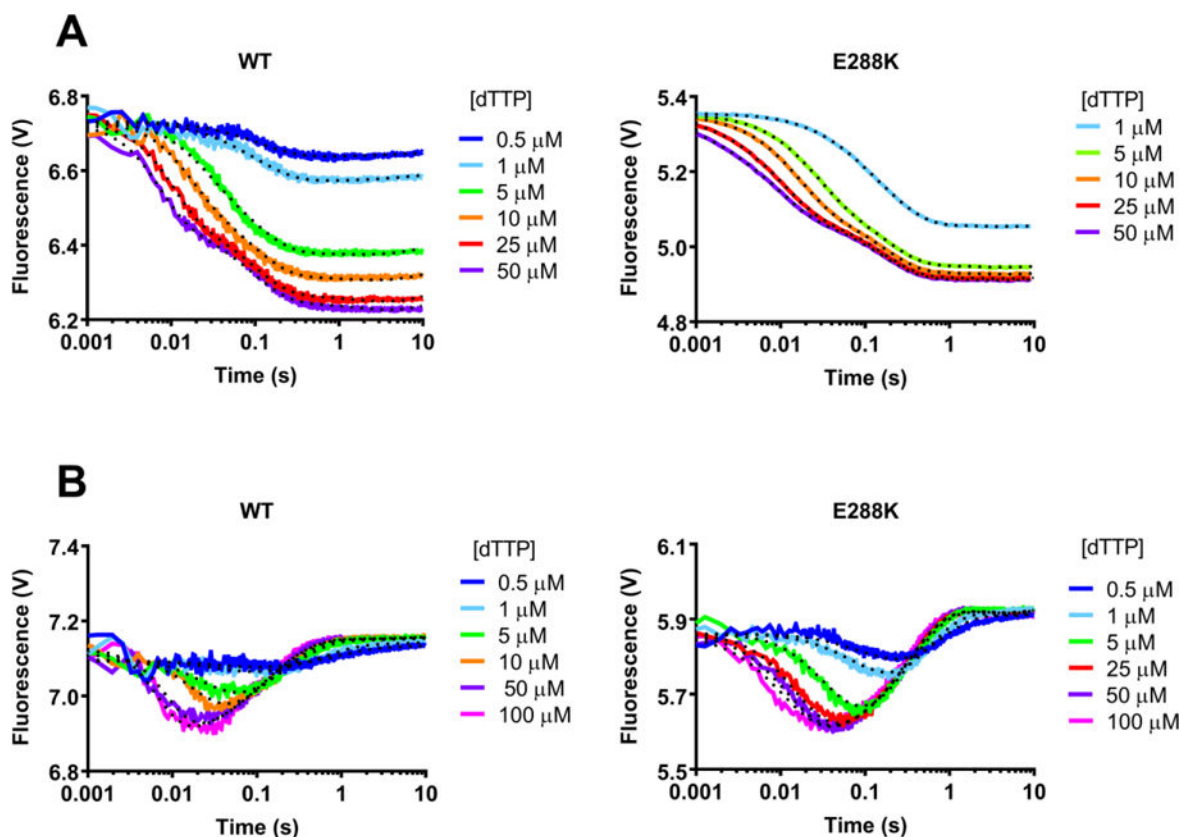 A
WT
Fluorescence (V)
6.8
6.6
6.4
6.2
0.001 0.01 0.1 1 10
Time (s)
[dTTP]
0.5 μM
1 μM
5 μM
10 μM
25 μM
50 μM
E288K
Fluorescence (V)
5.4
5.2
5.0
4.8
0.001 0.01 0.1 1 10
Time (s)
[dTTP]
1 μM
5 μM
10 μM
25 μM
50 μM
B
WT
Fluorescence (V)
7.4
7.2
7.0
6.8
0.001 0.01 0.1 1 10
Time (s)
[dTTP]
0.5 μM
1 μM
5 μM
10 μM
50 μM
100 μM
E288K
Fluorescence (V)
6.1
5.9
5.7
5.5
0.001 0.01 0.1 1 10
Time (s)
[dTTP]
0.5 μM
1 μM
5 μM
25 μM
50 μM
100 μM